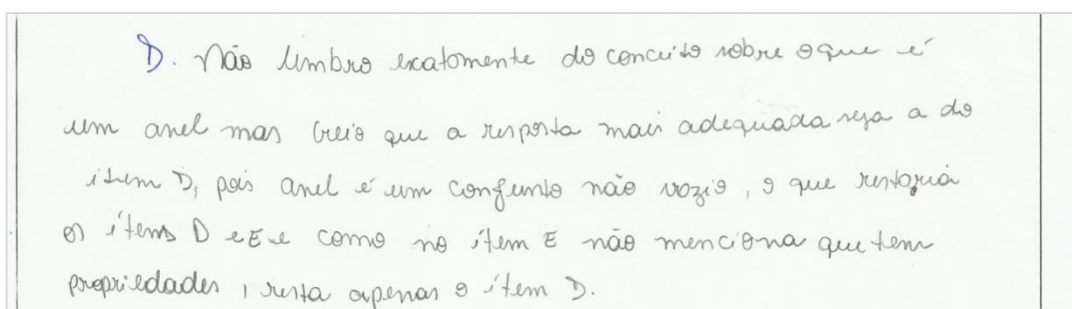 D. Não lembro exatamente do conceito sobre o que é
um anel mas creio que a resposta mais adequada seja a do
item D, pois anel é um conjunto não vazio, o que restaria
os ítens D e E e como no ítem E não menciona que tem
propriedades, resta apenas o ítem D.